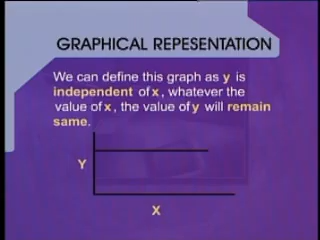 GRAPHICAL REPESENTATION
We can define this graph as y is
independent of x, whatever the
value of x, the value of y will remain
same.
Y
X